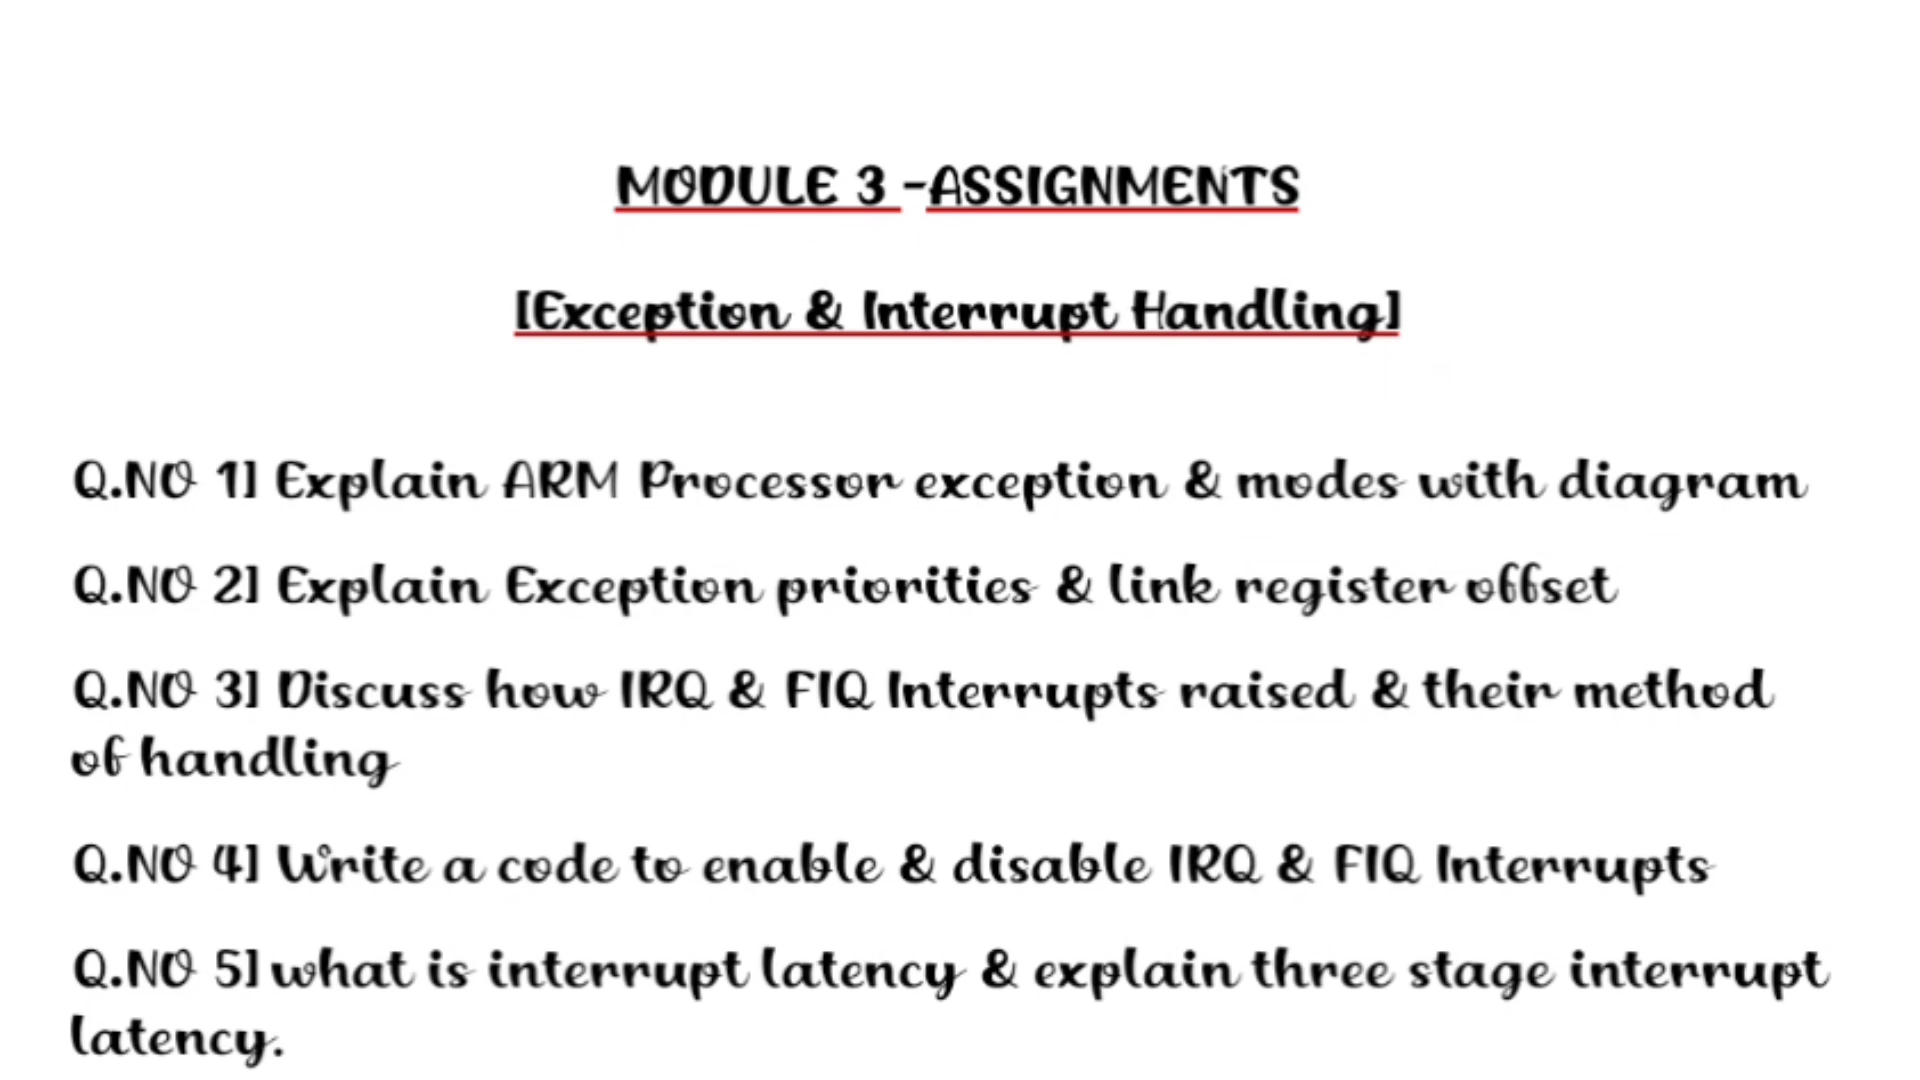 MODULE 3 -ASSIGNMENTS
[Exception & Interrupt Handling]
Q.NO 1] Explain ARM Processor exception & modes with diagram
Q.NO 2] Explain Exception priorities & link register offset
Q.NO 3] Discuss how IRQ & FIQ Interrupts raised & their method
of handling
Q.NO 4] Write a code to enable & disable IRQ & FIQ Interrupts
Q.NO 5] what is interrupt latency & explain three stage interrupt
latency.